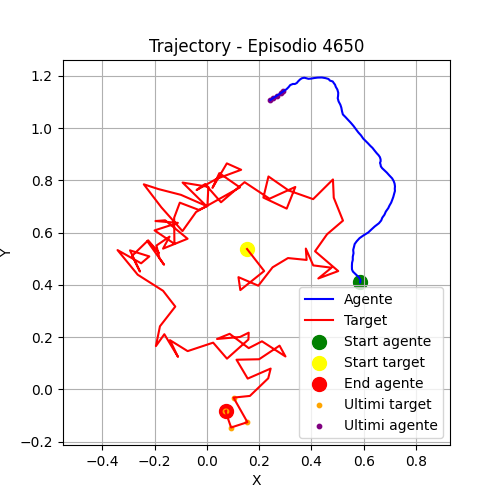 Trajectory - Episodio 4650
1.2
1.0
0.8
0.6
0.4
0.2
0.0
−0.2
Y
−0.4
−0.2
0.0
0.2
0.4
0.6
0.8
X
Agente
Target
Start agente
Start target
End agente
Ultimi target
Ultimi agente